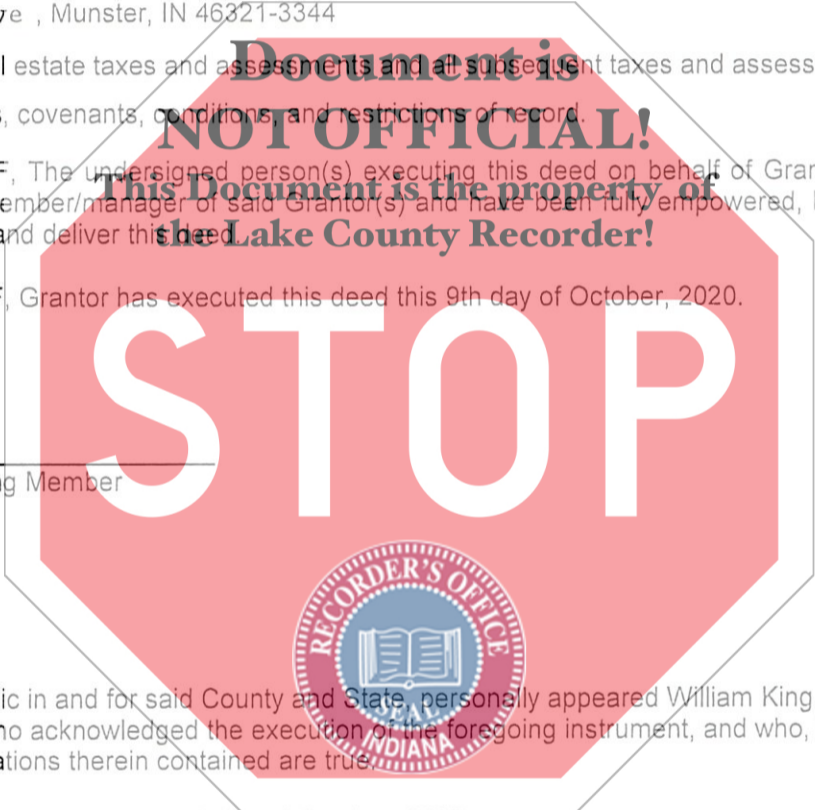 ve , Munster, IN 46321-3344
Document is
l estate taxes and assessments and all subsequent taxes and assess
NOT OFFICIAL!
, covenants, conditions, and restrictions of record.
F, The undersigned person(s) executing this deed on behalf of Gran
This Document is the property of
ember/manager of said Grantor(s) and have been fully empowered,
the Lake County Recorder!
and deliver this deed.
F, Grantor has executed this deed this 9th day of October, 2020.
STOP
g Member
RECORDER'S OFFICE
SEAL
INDIANA
ic in and for said County and State, personally appeared William King
ho acknowledged the execution of the foregoing instrument, and who,
ations therein contained are true.